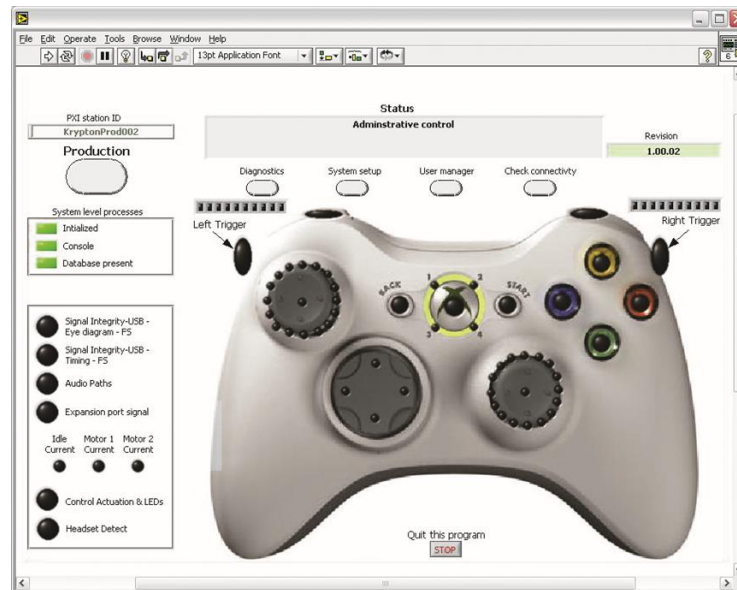 File Edit Operate Tools Browse Window Help
13pt Application Font
?
6
Status
PXI station ID
Adminstrative control
KryptonProd002
Revision
Production
1.00.02
Diagnostics System setup User manager Check connectivty
System level processes
Left Trigger
Right Trigger
Intialized
Console
Database present
1 2
BACK START
3 4
Signal Integrity-USB -
Eye diagram - FS
Signal Integrity-USB -
Timing - FS
Audio Paths
Expansion port signal
Idle Motor 1 Motor 2
Current Current Current
Control Actuation & LEDs
Headset Detect
Quit this program
STOP